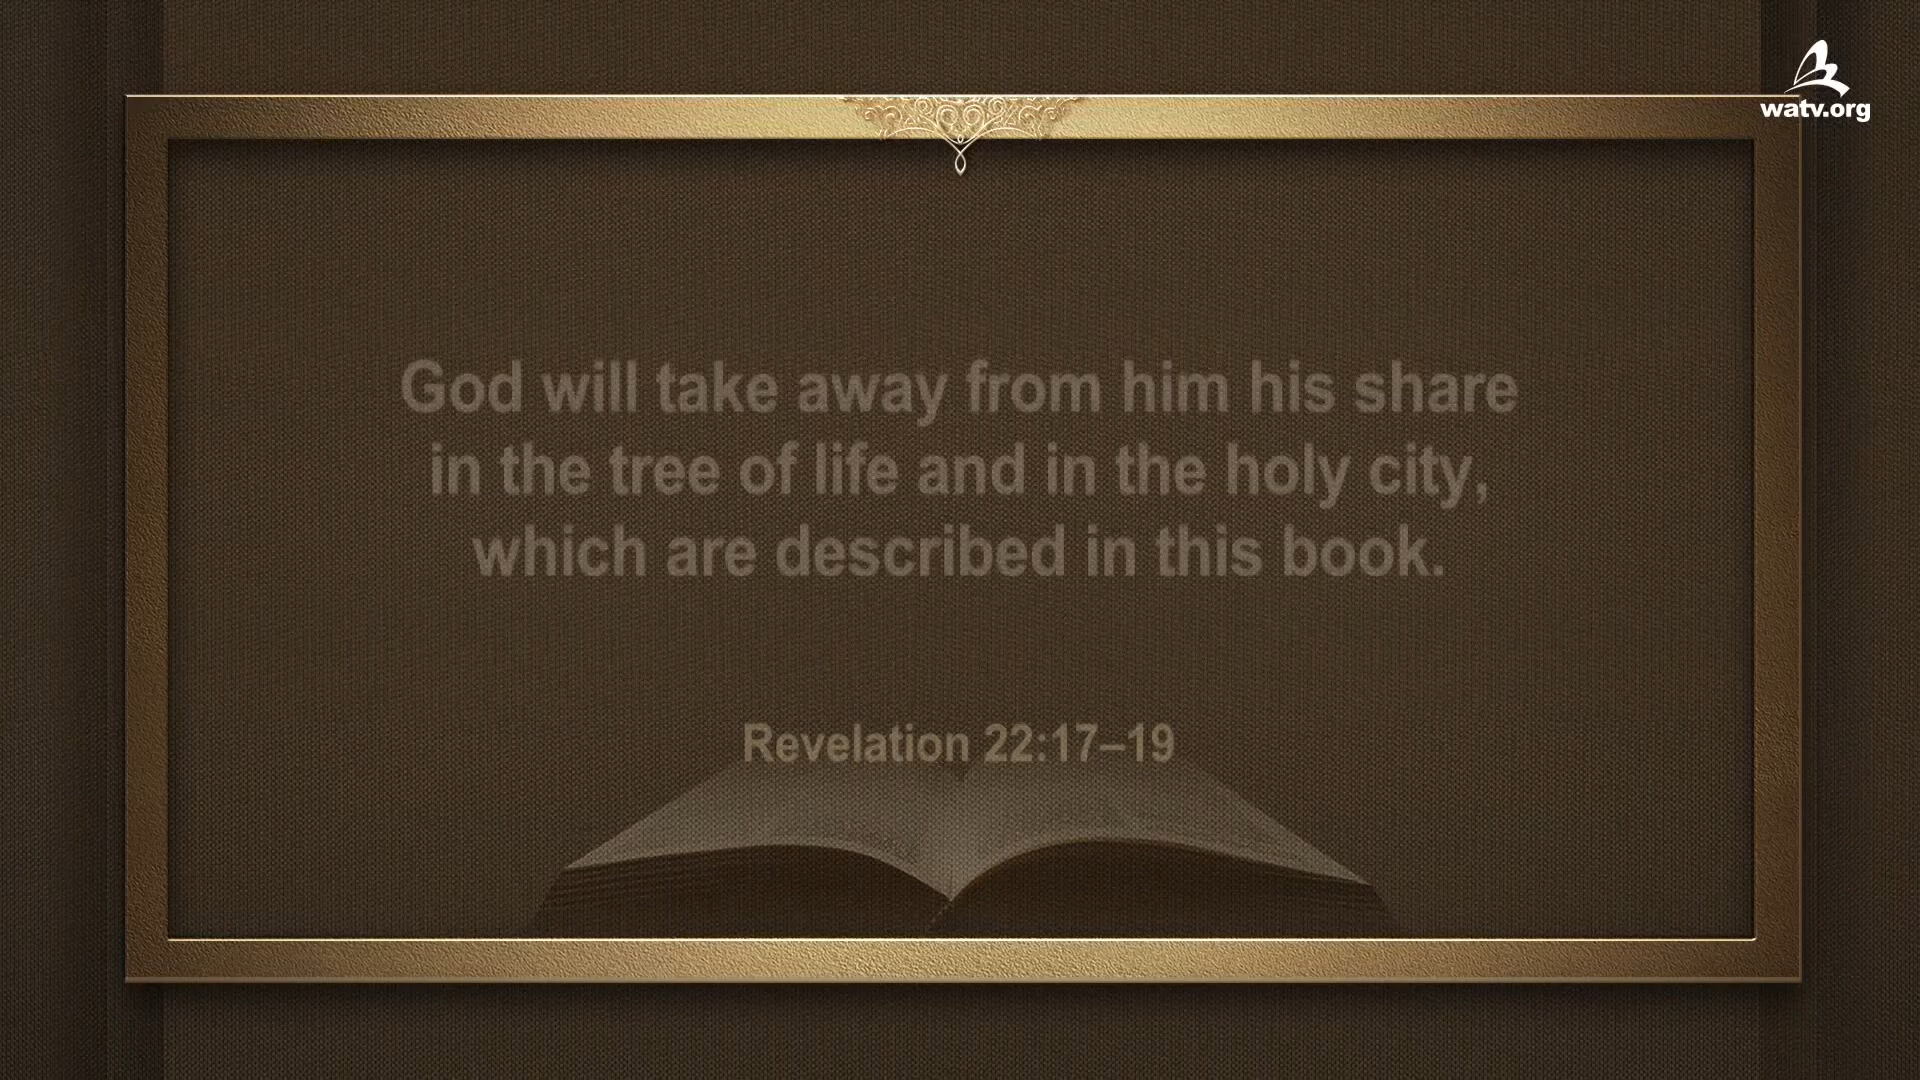 watv.org
God will take away from him his share
in the tree of life and in the holy city,
which are described in this book.
Revelation 22:17–19